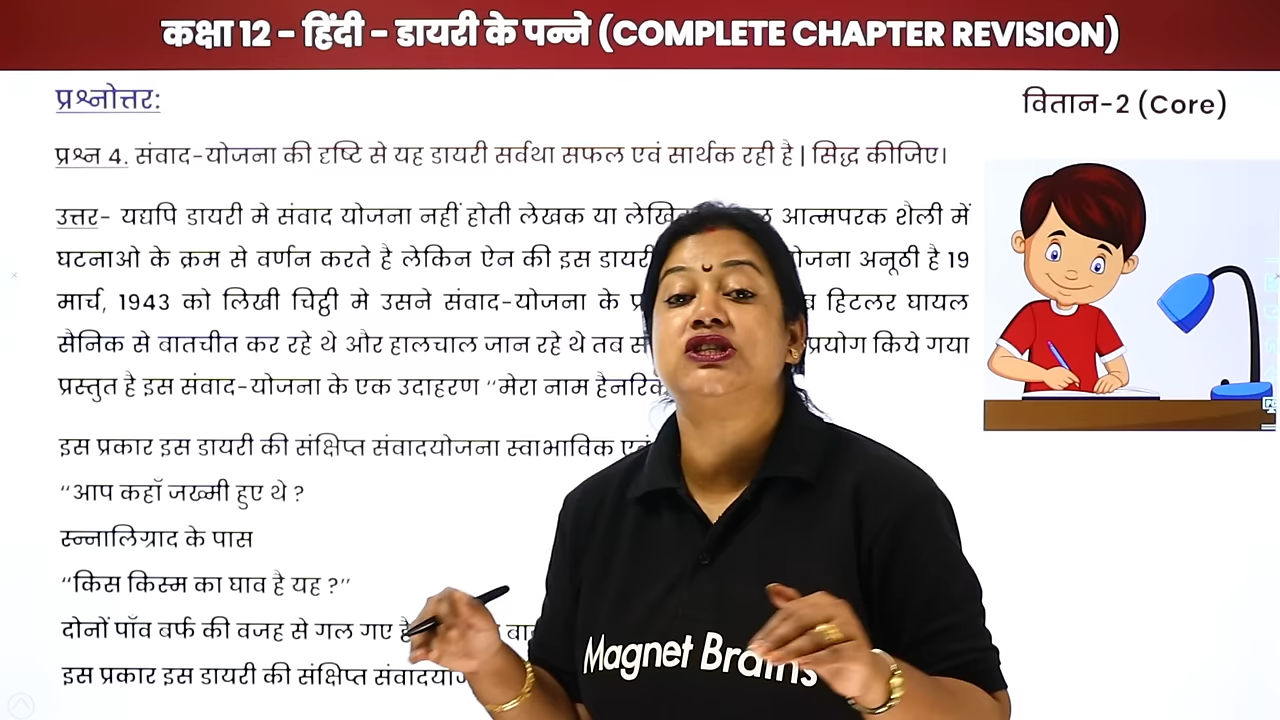 कक्षा 12 - हिंदी - डायरी के पन्ने (COMPLETE CHAPTER REVISION)
प्रश्नोत्तर:
वितान-2 (Core)
प्रश्न 4. संवाद-योजना की दृष्टि से यह डायरी सर्वथा सफल एवं सार्थक रही है | सिद्ध कीजिए।
उत्तर- यद्यपि डायरी मे संवाद योजना नहीं होती लेखक या आत्मपरक शैली में
घटनाओ के क्रम से वर्णन करते है लेकिन ऐन की इस अनूठी है 19
मार्च, 1943 को लिखी चिट्ठी मे उसने संवाद-योजना के हिटलर घायल
सैनिक से बातचीत कर रहे थे और हालचाल जान रहे थे तब प्रयोग किये गया
प्रस्तुत है इस संवाद-योजना के एक उदाहरण ‘‘मेरा नाम
इस प्रकार इस डायरी की संक्षिप्त संवादयोजना स्वाभाविक
‘‘आप कहाँ जख्मी हुए थे ?
स्न्नालिग्राद के पास
‘‘किस किस्म का घाव है यह ?’’
दोनों पाँव बर्फ की वजह से गल गए
इस प्रकार इस डायरी की संक्षिप्त
Magnet Brains